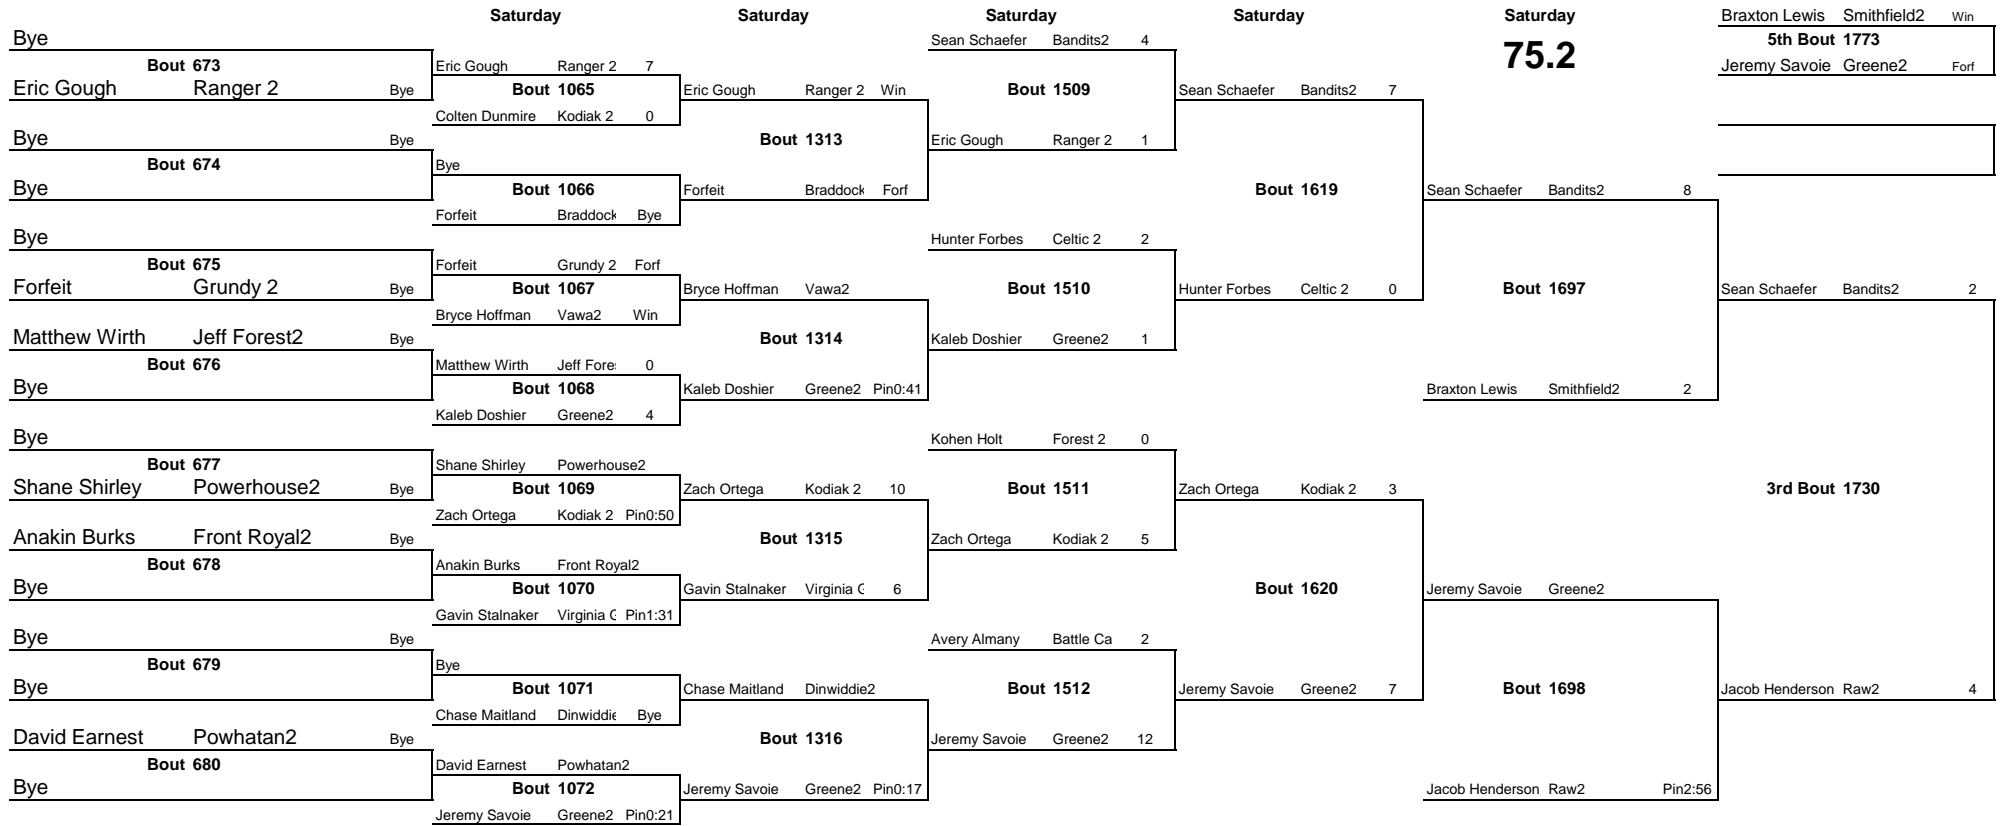 Saturday Saturday Saturday Saturday Saturday Braxton Lewis Smithfield2 Win
Bye Sean Schaefer Bandits2 4 75.2 5th Bout 1773
Bout 673 Eric Gough Ranger 2 7 Jeremy Savoie Greene2 Forf
Eric Gough Ranger 2 Bye Bout 1065 Eric Gough Ranger 2 Win Bout 1509 Sean Schaefer Bandits2 7
Colten Dunmire Kodiak 2 0
Bye Bye Bout 1313 Eric Gough Ranger 2 1
Bout 674 Bye
Bye Bout 1066 Forfeit Braddock Forf Bout 1619 Sean Schaefer Bandits2 8
Forfeit Braddock Bye
Bye Hunter Forbes Celtic 2 2
Bout 675 Forfeit Grundy 2 Forf
Forfeit Grundy 2 Bye Bout 1067 Bryce Hoffman Vawa2 Bout 1510 Hunter Forbes Celtic 2 0 Bout 1697 Sean Schaefer Bandits2 2
Bryce Hoffman Vawa2 Win
Matthew Wirth Jeff Forest2 Bye Bout 1314 Kaleb Doshier Greene2 1
Bout 676 Matthew Wirth Jeff Fore 0
Bye Bout 1068 Kaleb Doshier Greene2 Pin0:41 Braxton Lewis Smithfield2 2
Kaleb Doshier Greene2 4
Bye Kohen Holt Forest 2 0
Bout 677 Shane Shirley Powerhouse2
Shane Shirley Powerhouse2 Bye Bout 1069 Zach Ortega Kodiak 2 10 Bout 1511 Zach Ortega Kodiak 2 3 3rd Bout 1730
Zach Ortega Kodiak 2 Pin0:50
Anakin Burks Front Royal2 Bye Bout 1315 Zach Ortega Kodiak 2 5
Bout 678 Anakin Burks Front Royal2
Bye Bout 1070 Gavin Stalnaker Virginia G 6 Bout 1620 Jeremy Savoie Greene2
Gavin Stalnaker Virginia G Pin1:31
Bye Bye Avery Almany Battle Ca 2
Bout 679 Bye
Bye Bout 1071 Chase Maitland Dinwiddie2 Bout 1512 Jeremy Savoie Greene2 7 Bout 1698 Jacob Henderson Raw2 4
Chase Maitland Dinwiddie Bye
David Earnest Powhatan2 Bye Bout 1316 Jeremy Savoie Greene2 12
Bout 680 David Earnest Powhatan2
Bye Bout 1072 Jeremy Savoie Greene2 Pin0:17 Jacob Henderson Raw2 Pin2:56
Jeremy Savoie Greene2 Pin0:21